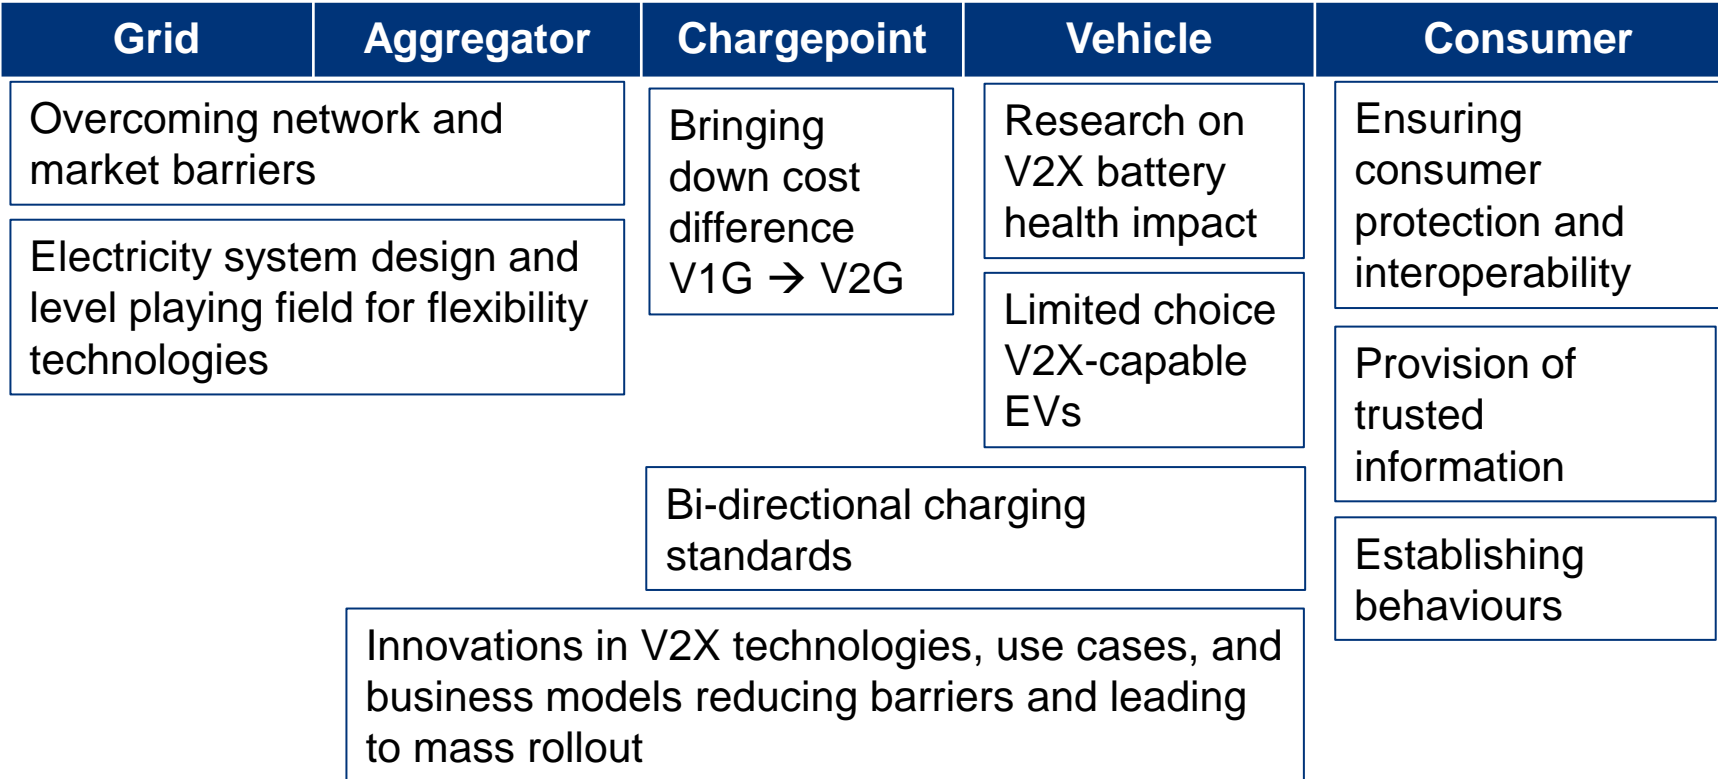 Grid
Aggregator
Chargepoint
Vehicle
Consumer
Overcoming network and
market barriers
Electricity system design and
level playing field for flexibility
technologies
Bringing
down cost
difference
V1G → V2G
Research on
V2X battery
health impact
Limited choice
V2X-capable
EVs
Ensuring
consumer
protection and
interoperability
Provision of
trusted
information
Establishing
behaviours
Bi-directional charging
standards
Innovations in V2X technologies, use cases, and
business models reducing barriers and leading
to mass rollout